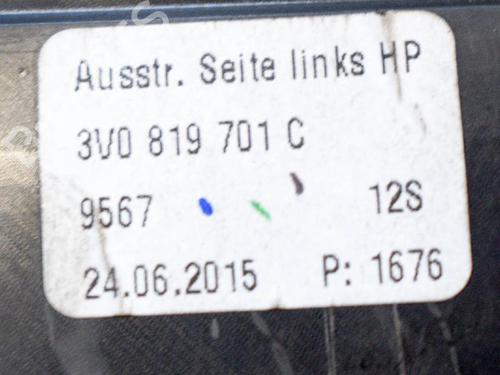 Ausstr. Seite links HP
3V0 819 701 C
9567 12S
24.06.2015 P: 1676